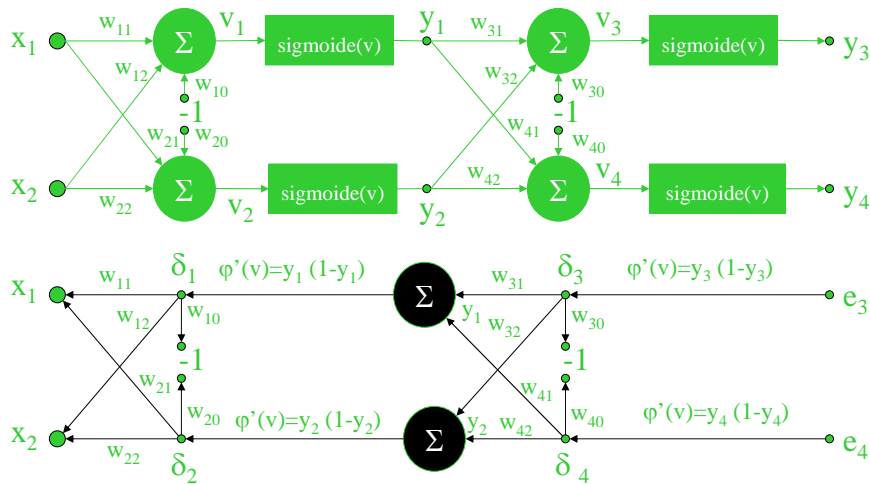 x1 w11 Σ v1 sigmoide(v) y1 w31 Σ v3 sigmoide(v) y3
w12 w10 w32 w30
-1 -1
w21 w20 w41 w40
x2 w22 Σ v2 sigmoide(v) y2 w42 Σ v4 sigmoide(v) y4
x1 w11 δ1 φ’(v)=y1 (1-y1) Σ y1 w31 δ3 φ’(v)=y3 (1-y3) e3
w12 w10 w32 w30
-1 -1
w21 w20 w41 w40
x2 w22 δ2 φ’(v)=y2 (1-y2) Σ y2 w42 δ4 φ’(v)=y4 (1-y4) e4